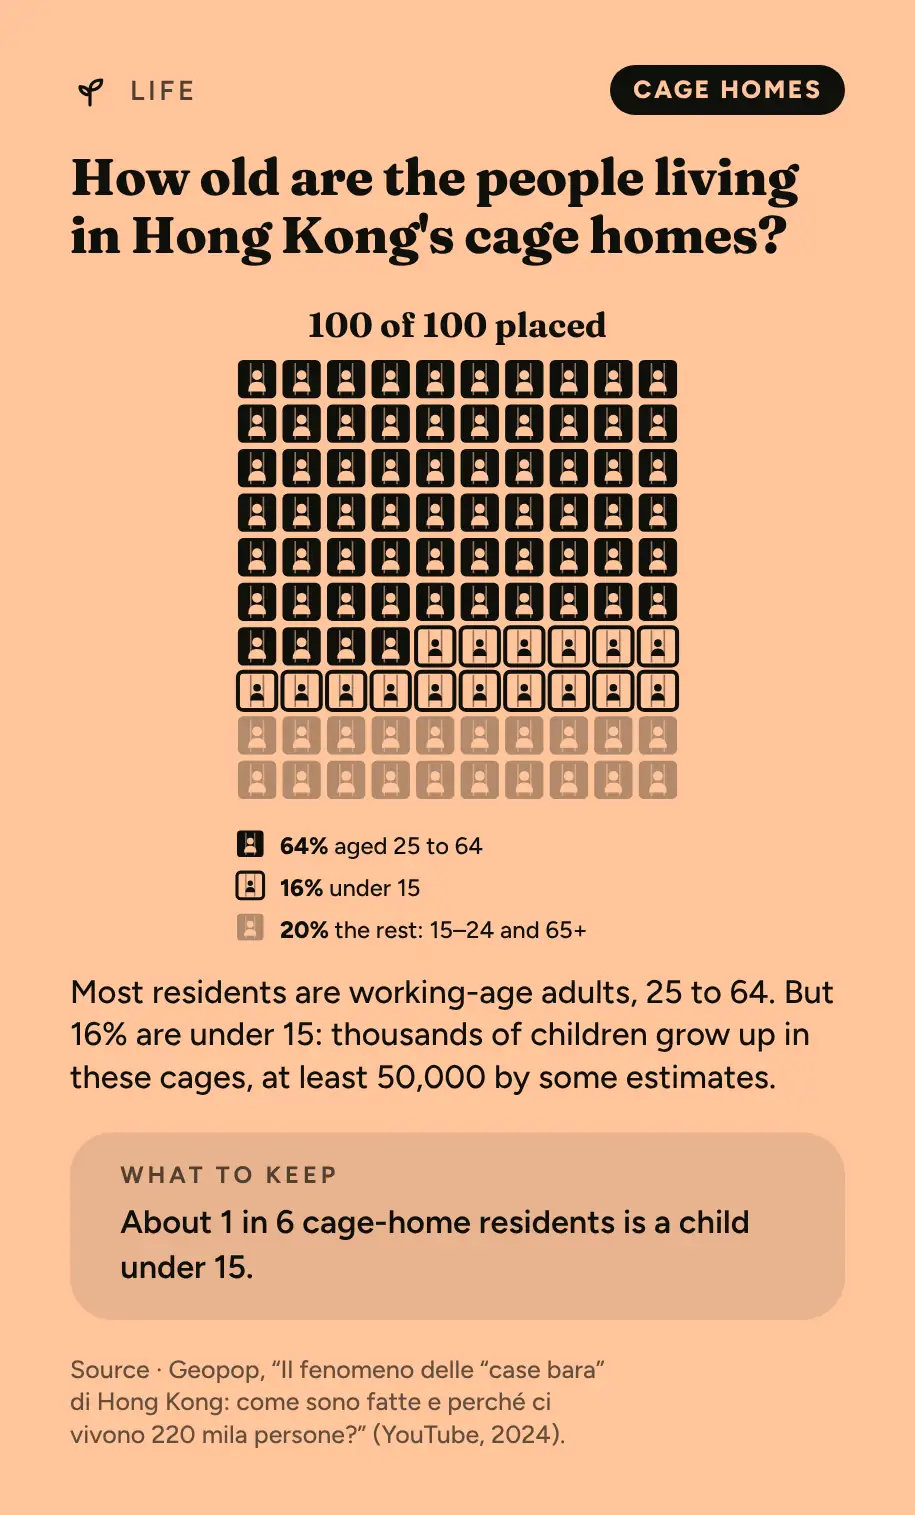 LIFE
CAGE HOMES
How old are the people living
in Hong Kong's cage homes?
100 of 100 placed
64% aged 25 to 64
16% under 15
20% the rest: 15–24 and 65+
Most residents are working-age adults, 25 to 64. But
16% are under 15: thousands of children grow up in
these cages, at least 50,000 by some estimates.
WHAT TO KEEP
About 1 in 6 cage-home residents is a child
under 15.
Source · Geopop, “Il fenomeno delle “case bara”
di Hong Kong: come sono fatte e perché ci
vivono 220 mila persone?” (YouTube, 2024).